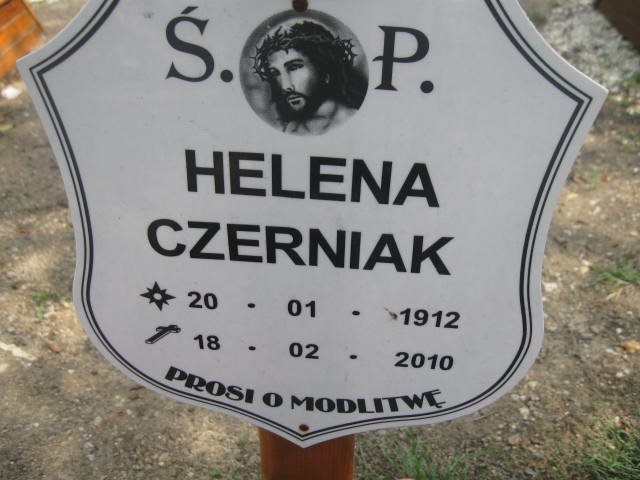 Ś. P.
HELENA
CZERNIAK
20 · 01 · 1912
18 · 02 · 2010
PROSI O MODLITWĘ